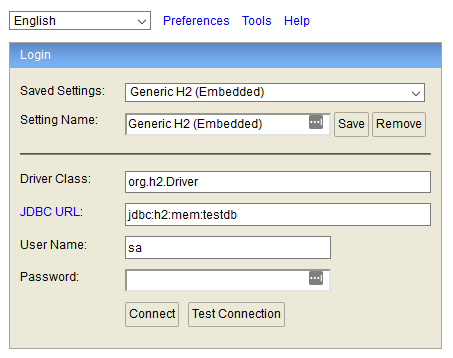 English Preferences Tools Help
Login
Saved Settings: Generic H2 (Embedded)
Setting Name: Generic H2 (Embedded) Save Remove
Driver Class: org.h2.Driver
JDBC URL: jdbc:h2:mem:testdb
User Name: sa
Password:
Connect Test Connection